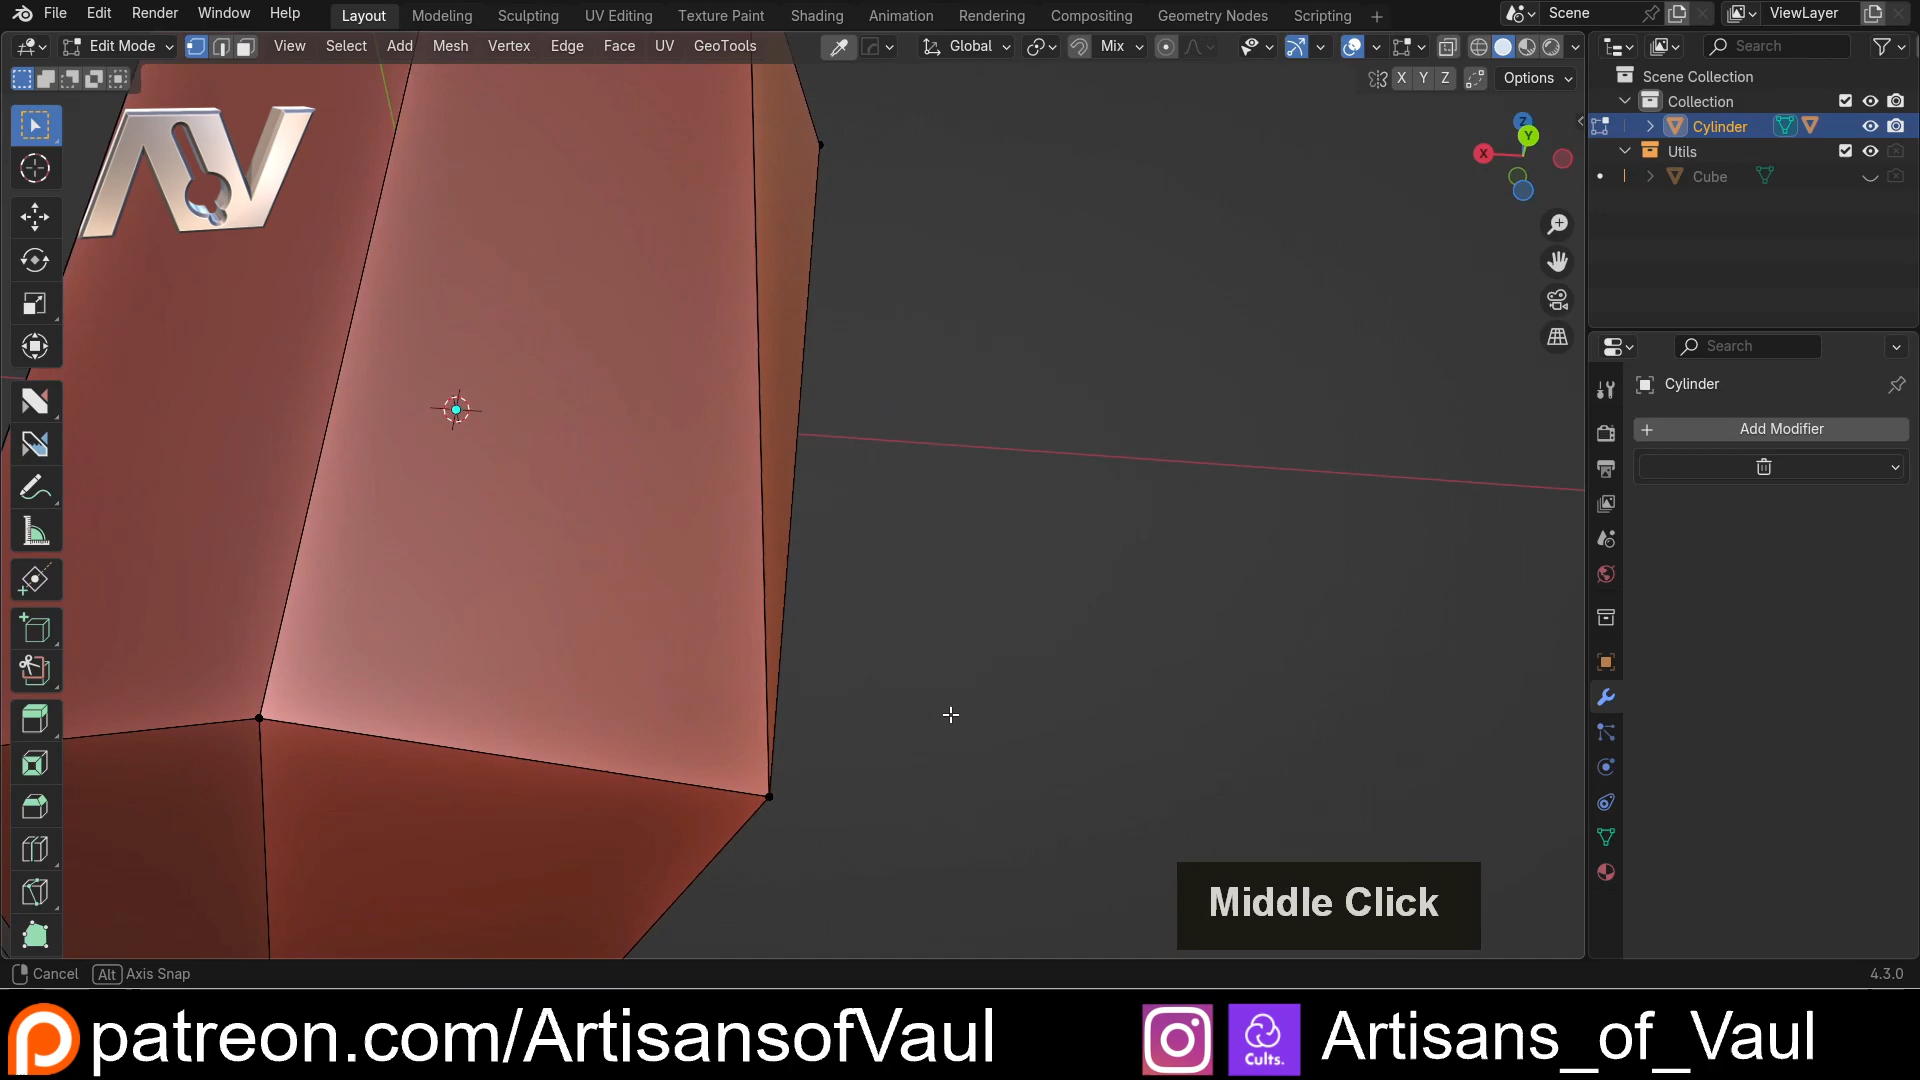 File Edit Render Window Help Layout Modeling Sculpting UV Editing Texture Paint Shading Animation Rendering Compositing Geometry Nodes Scripting + Scene ViewLayer
Edit Mode View Select Add Mesh Vertex Edge Face UV GeoTools Global Mix Search
X Y Z Options
Scene Collection
Collection
Cylinder
Utils
Cube
Z
Y
X
Search
Cylinder
+ Add Modifier
Middle Click
Cancel Alt Axis Snap 4.3.0
patreon.com/ArtisansofVaul Cults. Artisans_of_Vaul